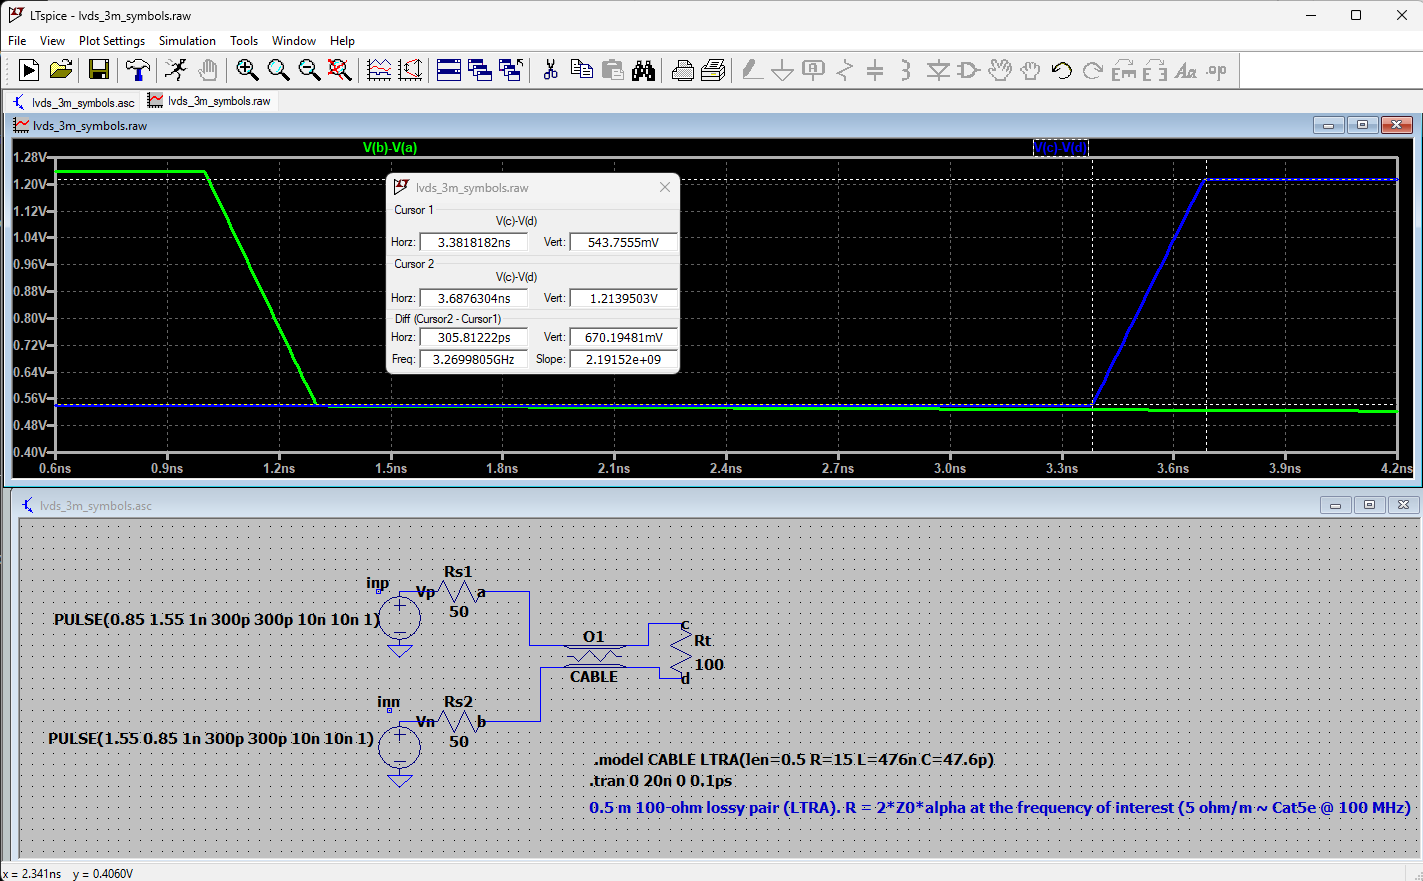 LTspice - lvds_3m_symbols.raw
File View Plot Settings Simulation Tools Window Help
.op
lvds_3m_symbols.asc lvds_3m_symbols.raw
lvds_3m_symbols.raw
V(b)-V(a) V(c)-V(d)
1.28V
1.20V
1.12V
1.04V
0.96V
0.88V
0.80V
0.72V
0.64V
0.56V
0.48V
0.40V
0.6ns 0.9ns 1.2ns 1.5ns 1.8ns 2.1ns 2.4ns 2.7ns 3.0ns 3.3ns 3.6ns 3.9ns 4.2ns
lvds_3m_symbols.raw
Cursor 1
V(c)-V(d)
Horz: 3.3818182ns Vert: 543.7555mV
Cursor 2
V(c)-V(d)
Horz: 3.6876304ns Vert: 1.2139503V
Diff (Cursor2 - Cursor1)
Horz: 305.81222ps Vert: 670.19481mV
Freq: 3.2699805GHz Slope: 2.19152e+09
lvds_3m_symbols.asc
inp Vp Rs1 a
50
PULSE(0.85 1.55 1n 300p 300p 10n 10n 1)
O1
CABLE
c
Rt
100
d
inn Vn Rs2 b
50
PULSE(1.55 0.85 1n 300p 300p 10n 10n 1)
.model CABLE LTRA(len=0.5 R=15 L=476n C=47.6p)
.tran 0 20n 0 0.1ps
0.5 m 100-ohm lossy pair (LTRA). R = 2*Z0*alpha at the frequency of interest (5 ohm/m ~ Cat5e @ 100 MHz)
x = 2.341ns y = 0.4060V